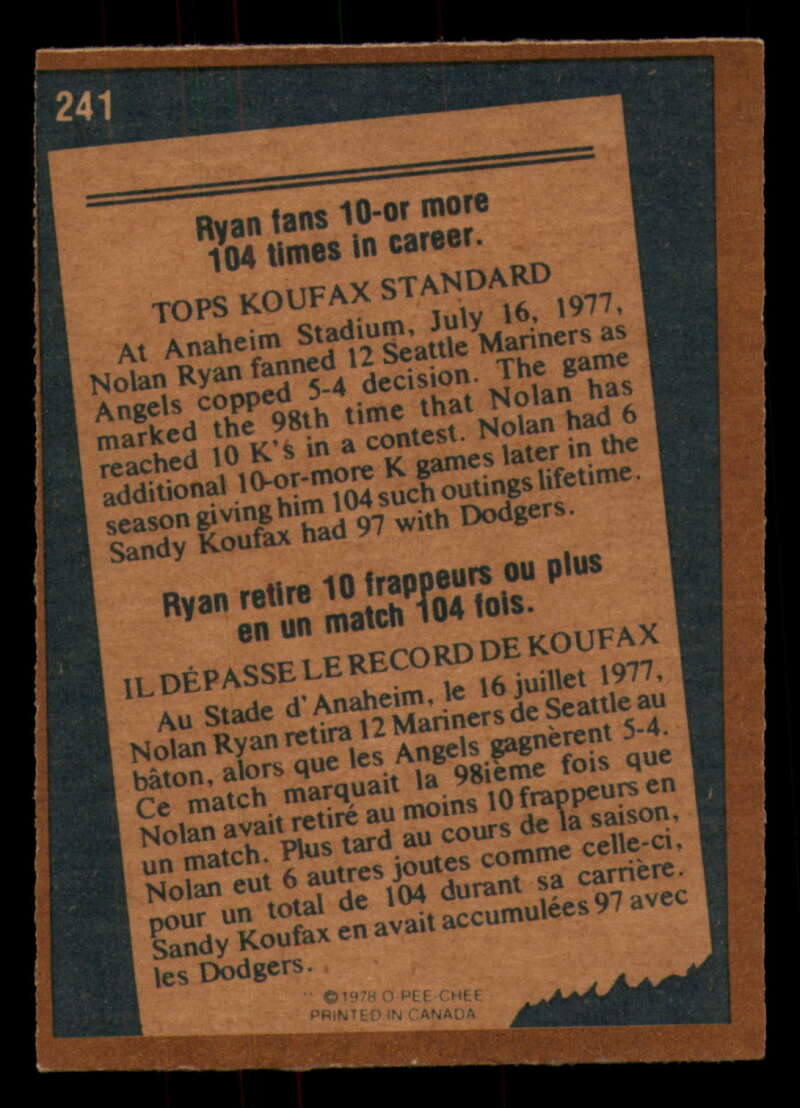 241
Ryan fans 10-or more
104 times in career.
TOPS KOUFAX STANDARD
At Anaheim Stadium, July 16, 1977,
Nolan Ryan fanned 12 Seattle Mariners as
Angels copped 5-4 decision. The game
marked the 98th time that Nolan has
reached 10 K's in a contest. Nolan had 6
additional 10-or-more K games later in the
season giving him 104 such outings lifetime.
Sandy Koufax had 97 with Dodgers.
Ryan retire 10 frappeurs ou plus
en un match 104 fois.
IL DÉPASSE LE RECORD DE KOUFAX
Au Stade d'Anaheim, le 16 juillet 1977,
Nolan Ryan retira 12 Mariners de Seattle au
bâton, alors que les Angels gagnèrent 5-4.
Ce match marquait la 98ième fois que
Nolan avait retiré au moins 10 frappeurs en
un match. Plus tard au cours de la saison,
Nolan eut 6 autres joutes comme celle-ci,
pour un total de 104 durant sa carrière.
Sandy Koufax en avait accumulées 97 avec
les Dodgers.
©1978 O-PEE-CHEE
PRINTED IN CANADA